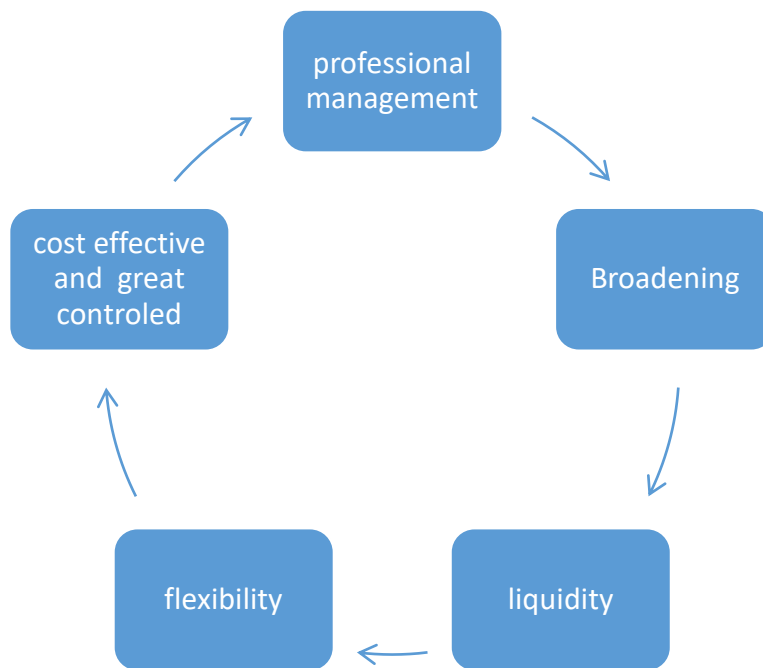 professional
management
Broadening
liquidity
flexibility
cost effective
and  great
controled